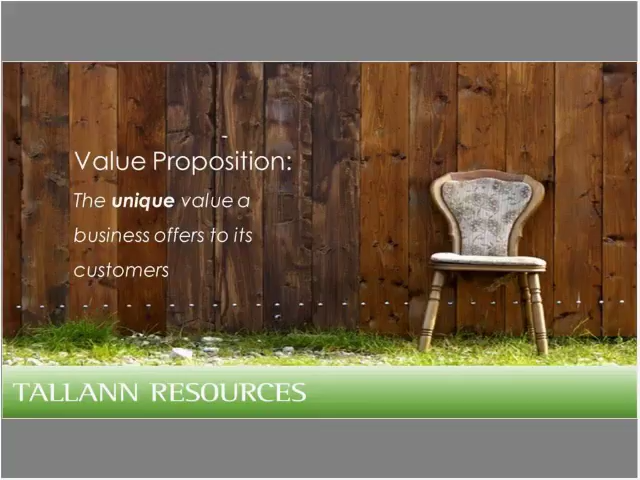 Value Proposition:
The unique value a
business offers to its
customers
TALLANN RESOURCES